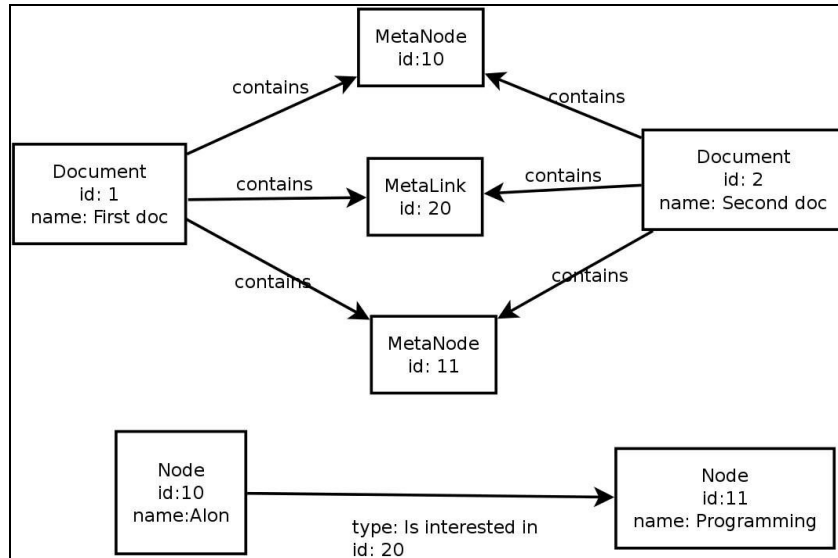 MetaNode
id:10
contains
contains
Document
id: 1
name: First doc
contains
MetaLink
id: 20
contains
Document
id: 2
name: Second doc
contains
contains
MetaNode
id: 11
Node
id:10
name:Alon
type: Is interested in
id: 20
Node
id:11
name: Programming